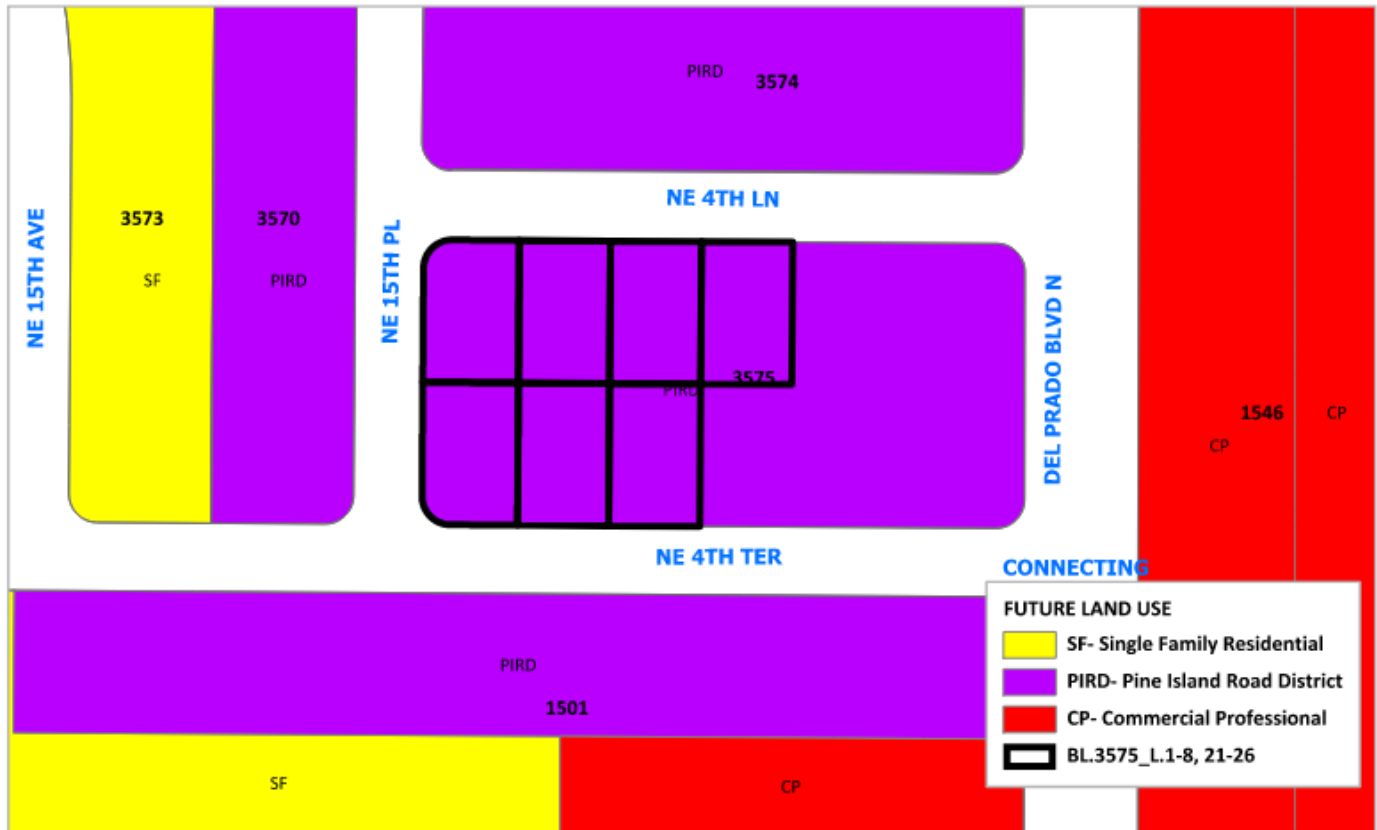 PIRD
3574
NE 4TH LN
NE 15TH AVE
3573
SF
3570
PIRD
NE 15TH PL
3575
PIRD
DEL PRADO BLVD N
1546
CP
CP
NE 4TH TER
CONNECTING
PIRD
1501
SF
CP
FUTURE LAND USE
SF- Single Family Residential
PIRD- Pine Island Road District
CP- Commercial Professional
BL.3575_L.1-8, 21-26